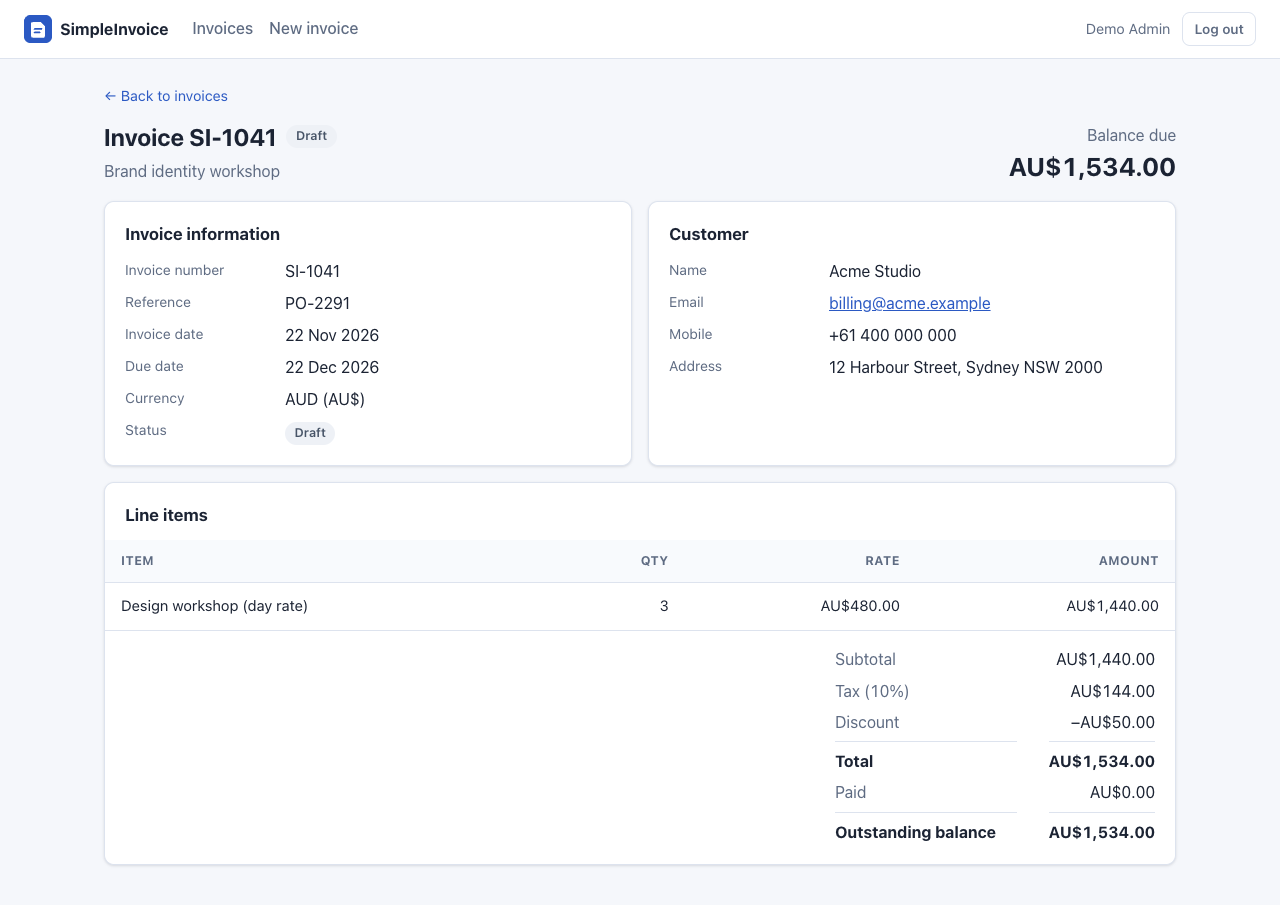 SimpleInvoice Invoices New invoice Demo Admin Log out
← Back to invoices
Invoice SI-1041 Draft
Brand identity workshop
Balance due
AU$1,534.00
Invoice information
Invoice number SI-1041
Reference PO-2291
Invoice date 22 Nov 2026
Due date 22 Dec 2026
Currency AUD (AU$)
Status Draft
Customer
Name Acme Studio
Email billing@acme.example
Mobile +61 400 000 000
Address 12 Harbour Street, Sydney NSW 2000
Line items
ITEM QTY RATE AMOUNT
Design workshop (day rate) 3 AU$480.00 AU$1,440.00
Subtotal AU$1,440.00
Tax (10%) AU$144.00
Discount –AU$50.00
Total AU$1,534.00
Paid AU$0.00
Outstanding balance AU$1,534.00